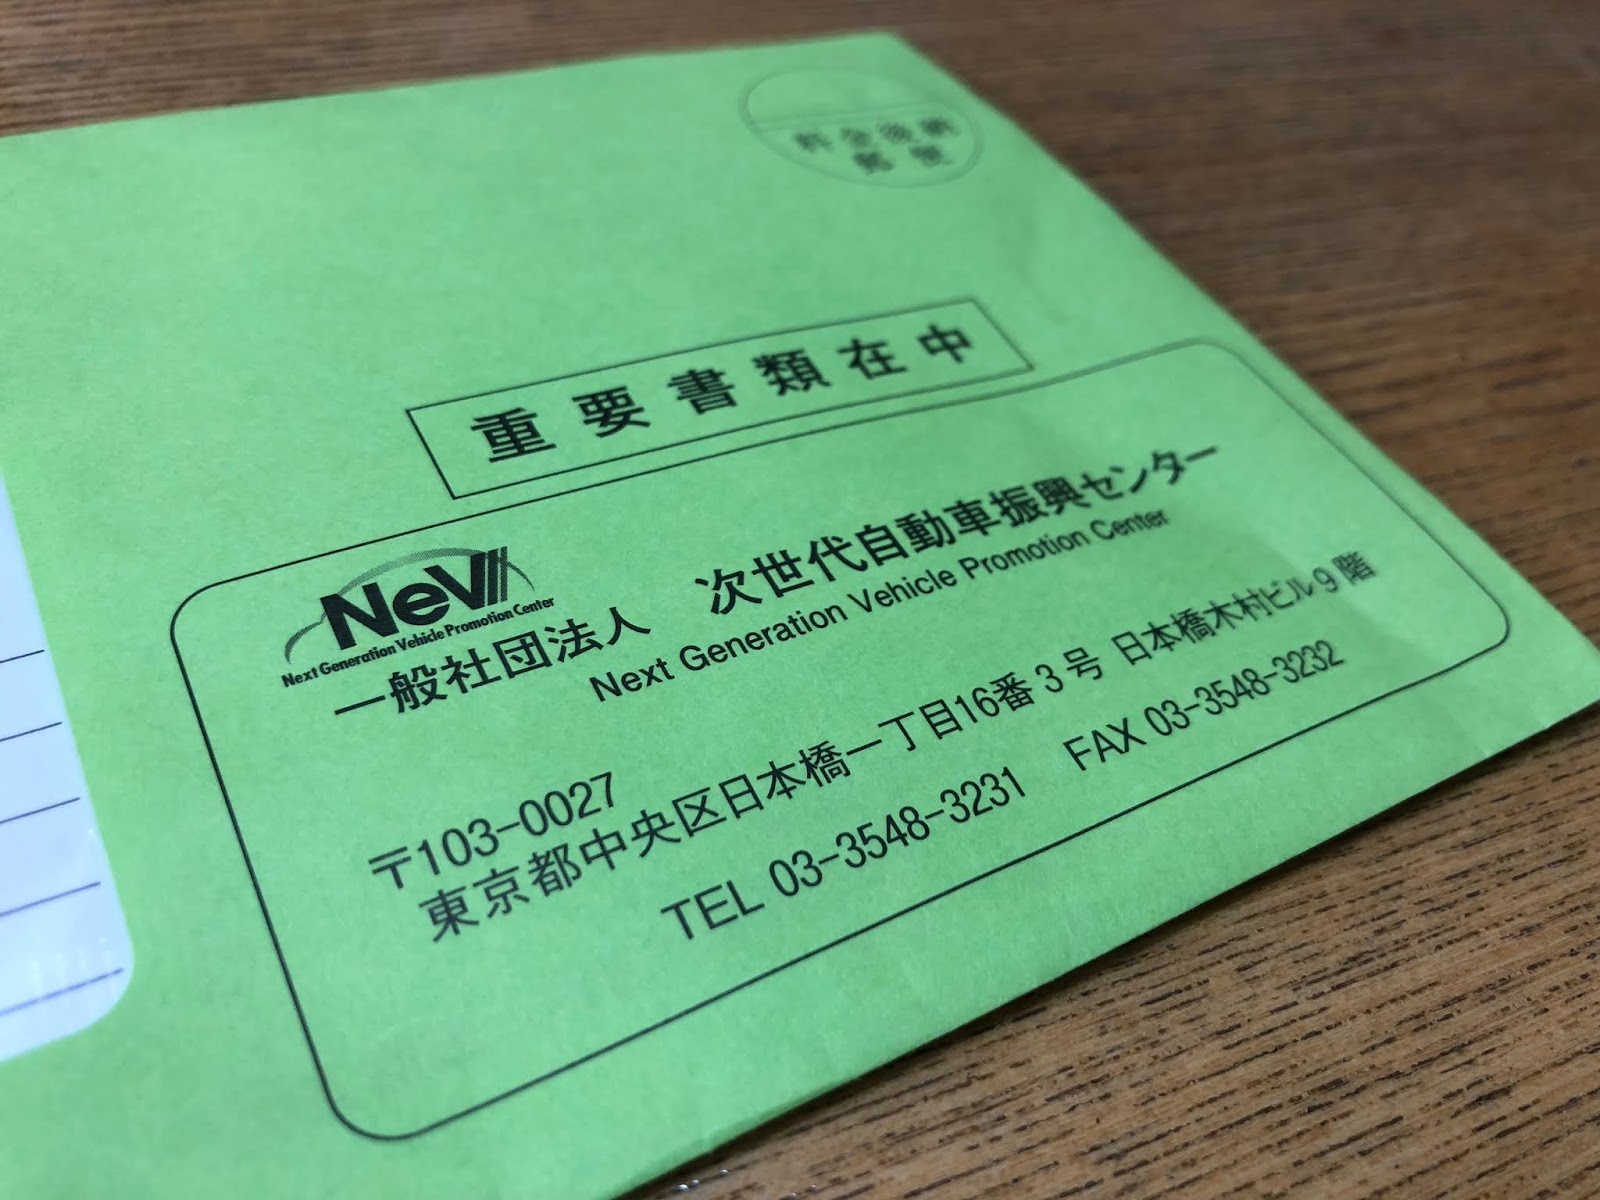 料金後納
郵便
重要書類在中
NeV
Next Generation Vehicle Promotion Center
一般社団法人 次世代自動車振興センター
Next Generation Vehicle Promotion Center
〒103-0027
東京都中央区日本橋一丁目16番3号 日本橋木村ビル9階
TEL 03-3548-3231 FAX 03-3548-3232